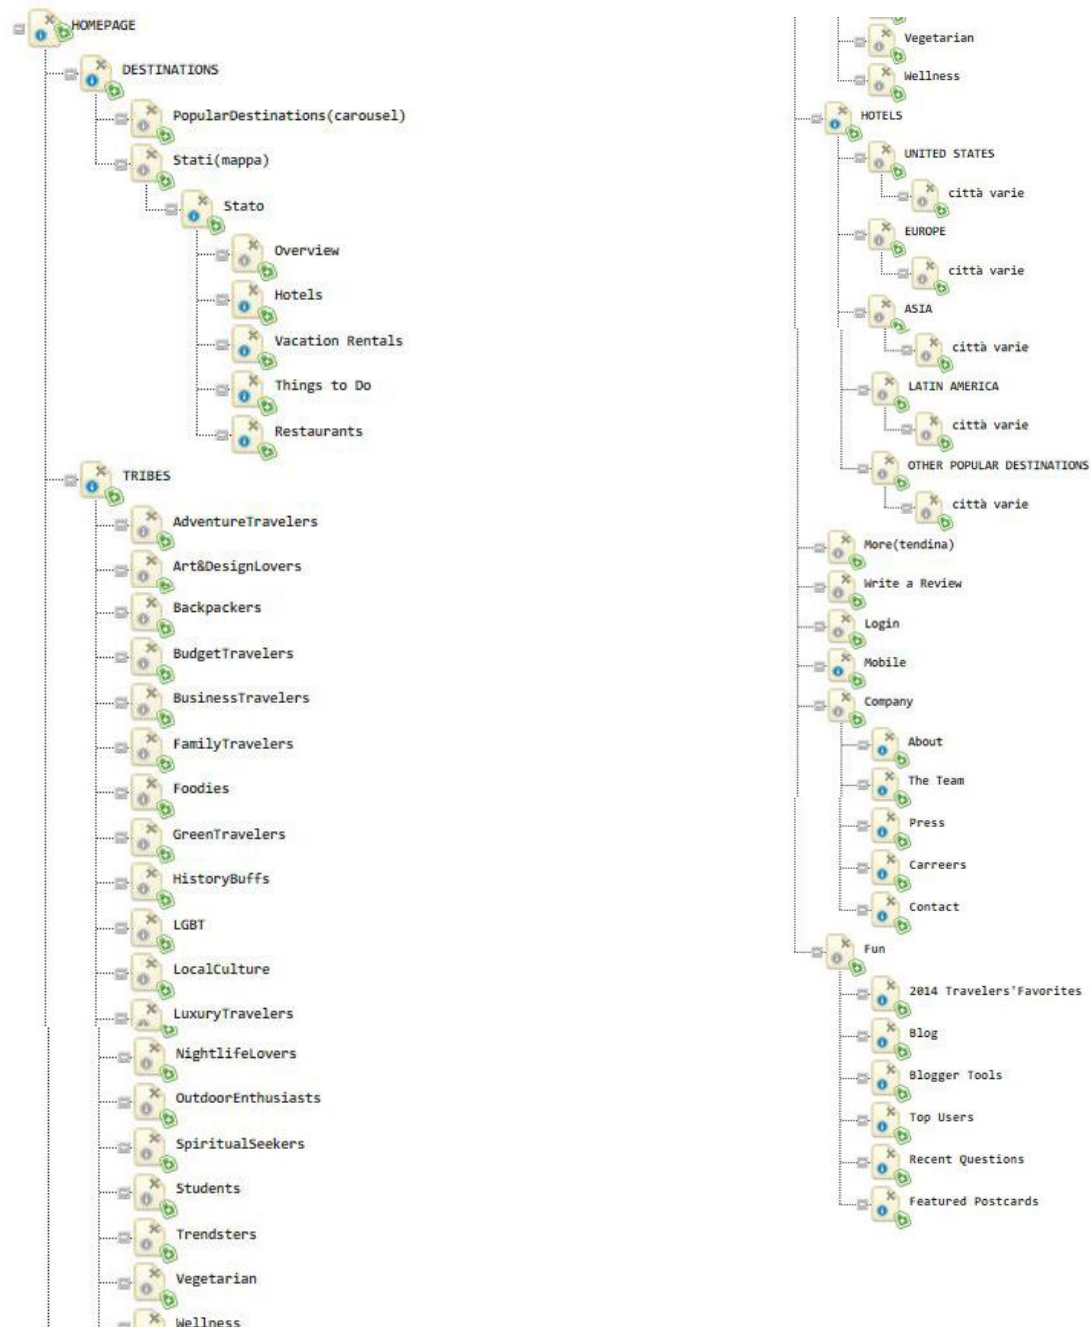 HOMEPAGE
DESTINATIONS
PopularDestinations(carousel)
Stati(mappa)
Stato
Overview
Hotels
Vacation Rentals
Things to Do
Restaurants
TRIBES
AdventureTravelers
Art&DesignLovers
Backpackers
BudgetTravelers
BusinessTravelers
FamilyTravelers
Foodies
GreenTravelers
HistoryBuffs
LGBT
LocalCulture
LuxuryTravelers
NightlifeLovers
OutdoorEnthusiasts
SpiritualSeekers
Students
Trendsters
Vegetarian
Wellness
Vegetarian
Wellness
HOTELS
UNITED STATES
città varie
EUROPE
città varie
ASIA
città varie
LATIN AMERICA
città varie
OTHER POPULAR DESTINATIONS
città varie
More(tendina)
Write a Review
Login
Mobile
Company
About
The Team
Press
Carreers
Contact
Fun
2014 Travelers'Favorites
Blog
Blogger Tools
Top Users
Recent Questions
Featured Postcards